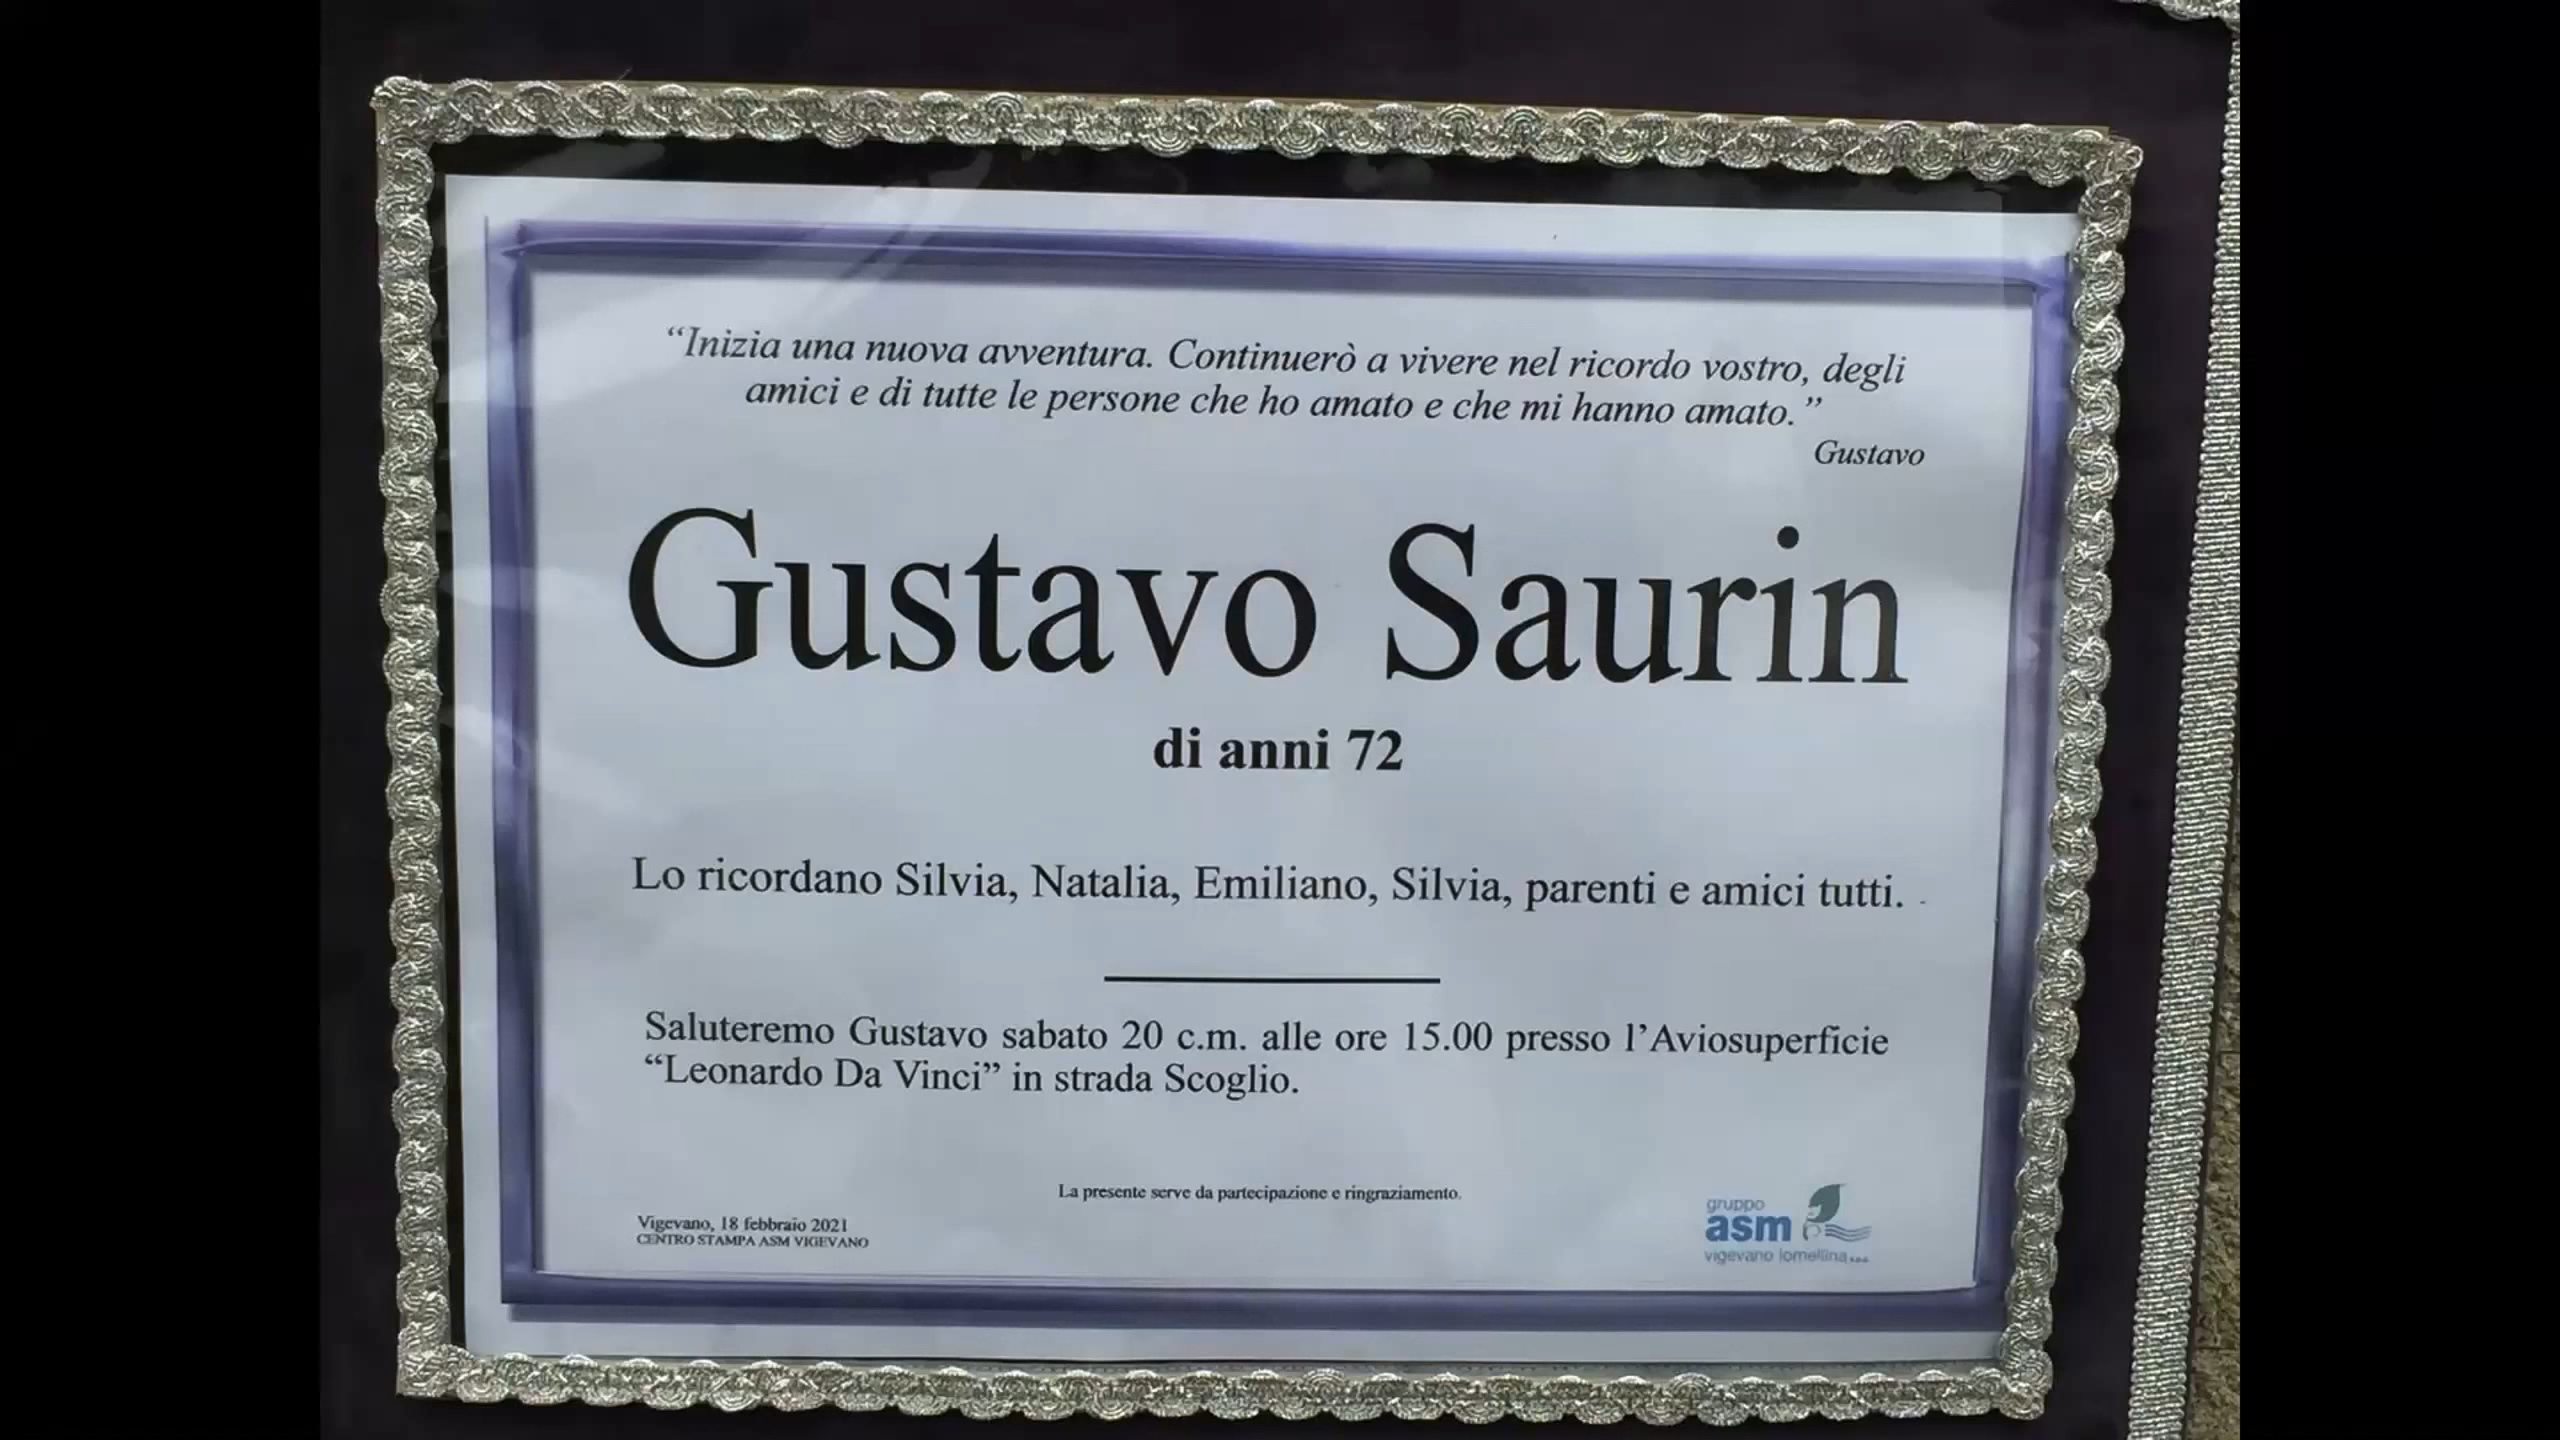 “Inizia una nuova avventura. Continuerò a vivere nel ricordo vostro, degli
amici e di tutte le persone che ho amato e che mi hanno amato.”
Gustavo
Gustavo Saurin
di anni 72
Lo ricordano Silvia, Natalia, Emiliano, Silvia, parenti e amici tutti.
Saluteremo Gustavo sabato 20 c.m. alle ore 15.00 presso l’Aviosuperficie
“Leonardo Da Vinci” in strada Scoglio.
La presente serve da partecipazione e ringraziamento.
Vigevano, 18 febbraio 2021
CENTRO STAMPA ASM VIGEVANO
gruppo
asm
vigevano lomellina